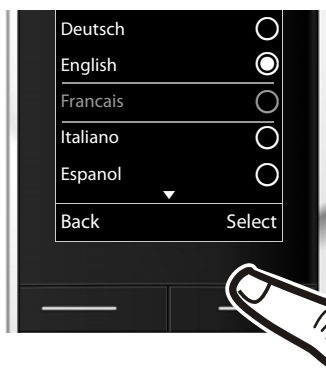 Deutsch
English
Francais
Italiano
Espanol
Back Select